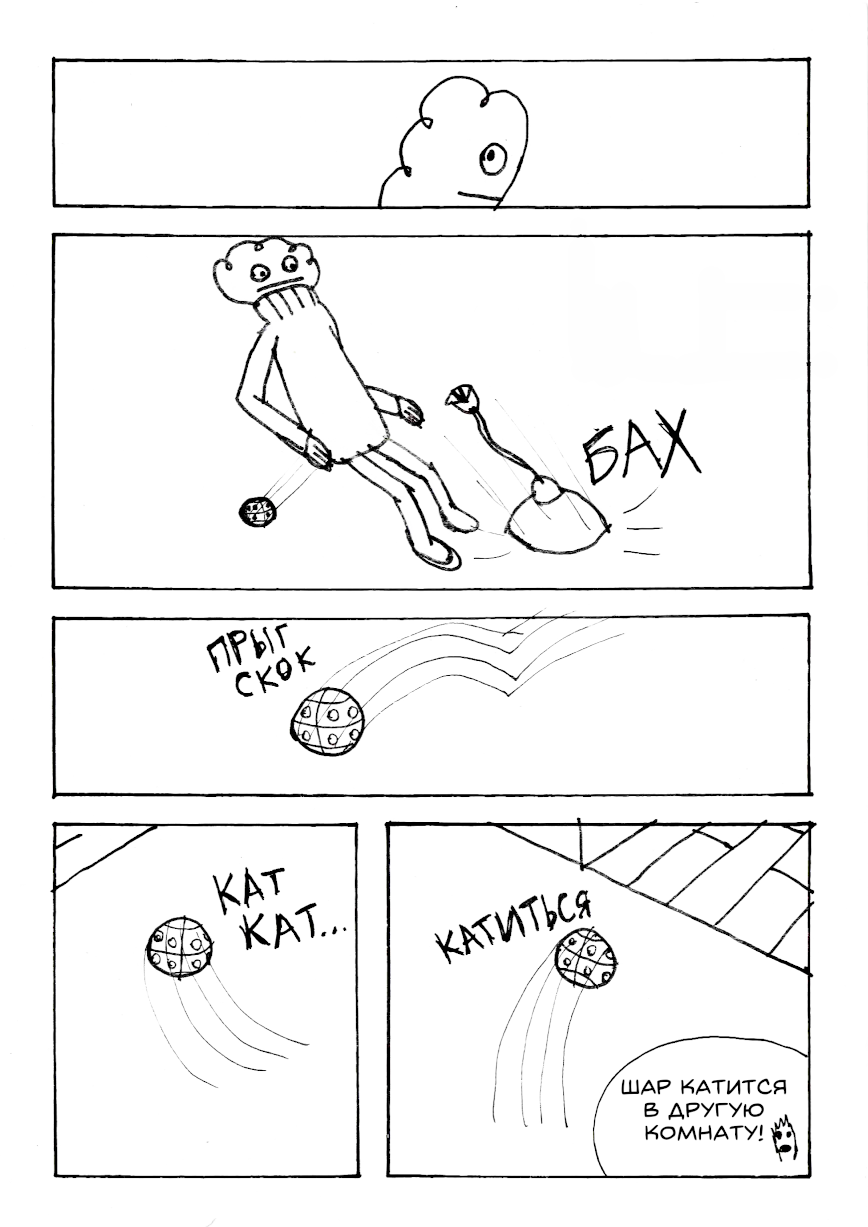 БАХ
ПРЫГ
СКОК
КАТ
КАТ...
КАТИТЬСЯ
ШАР КАТИТСЯ
В ДРУГУЮ
КОМНАТУ!